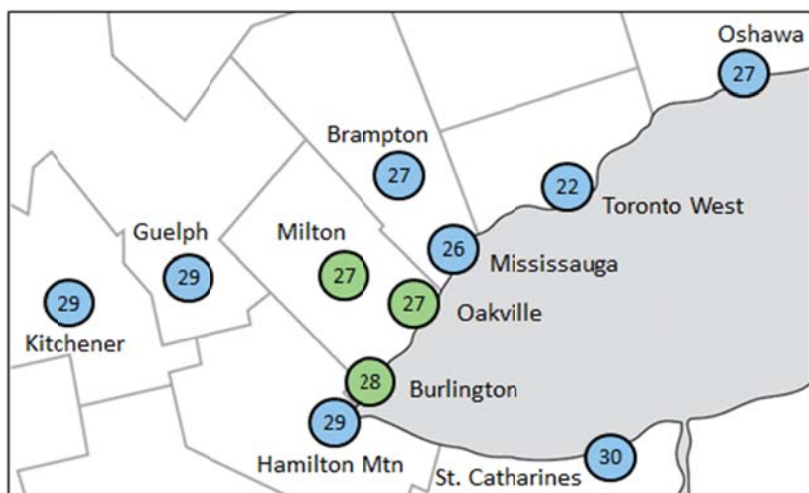 Oshawa
27
Brampton
27
22
Toronto West
Guelph
29
Milton
27
26
Mississauga
29
Kitchener
27
Oakville
28
Burlington
29
Hamilton Mtn
30
St. Catharines